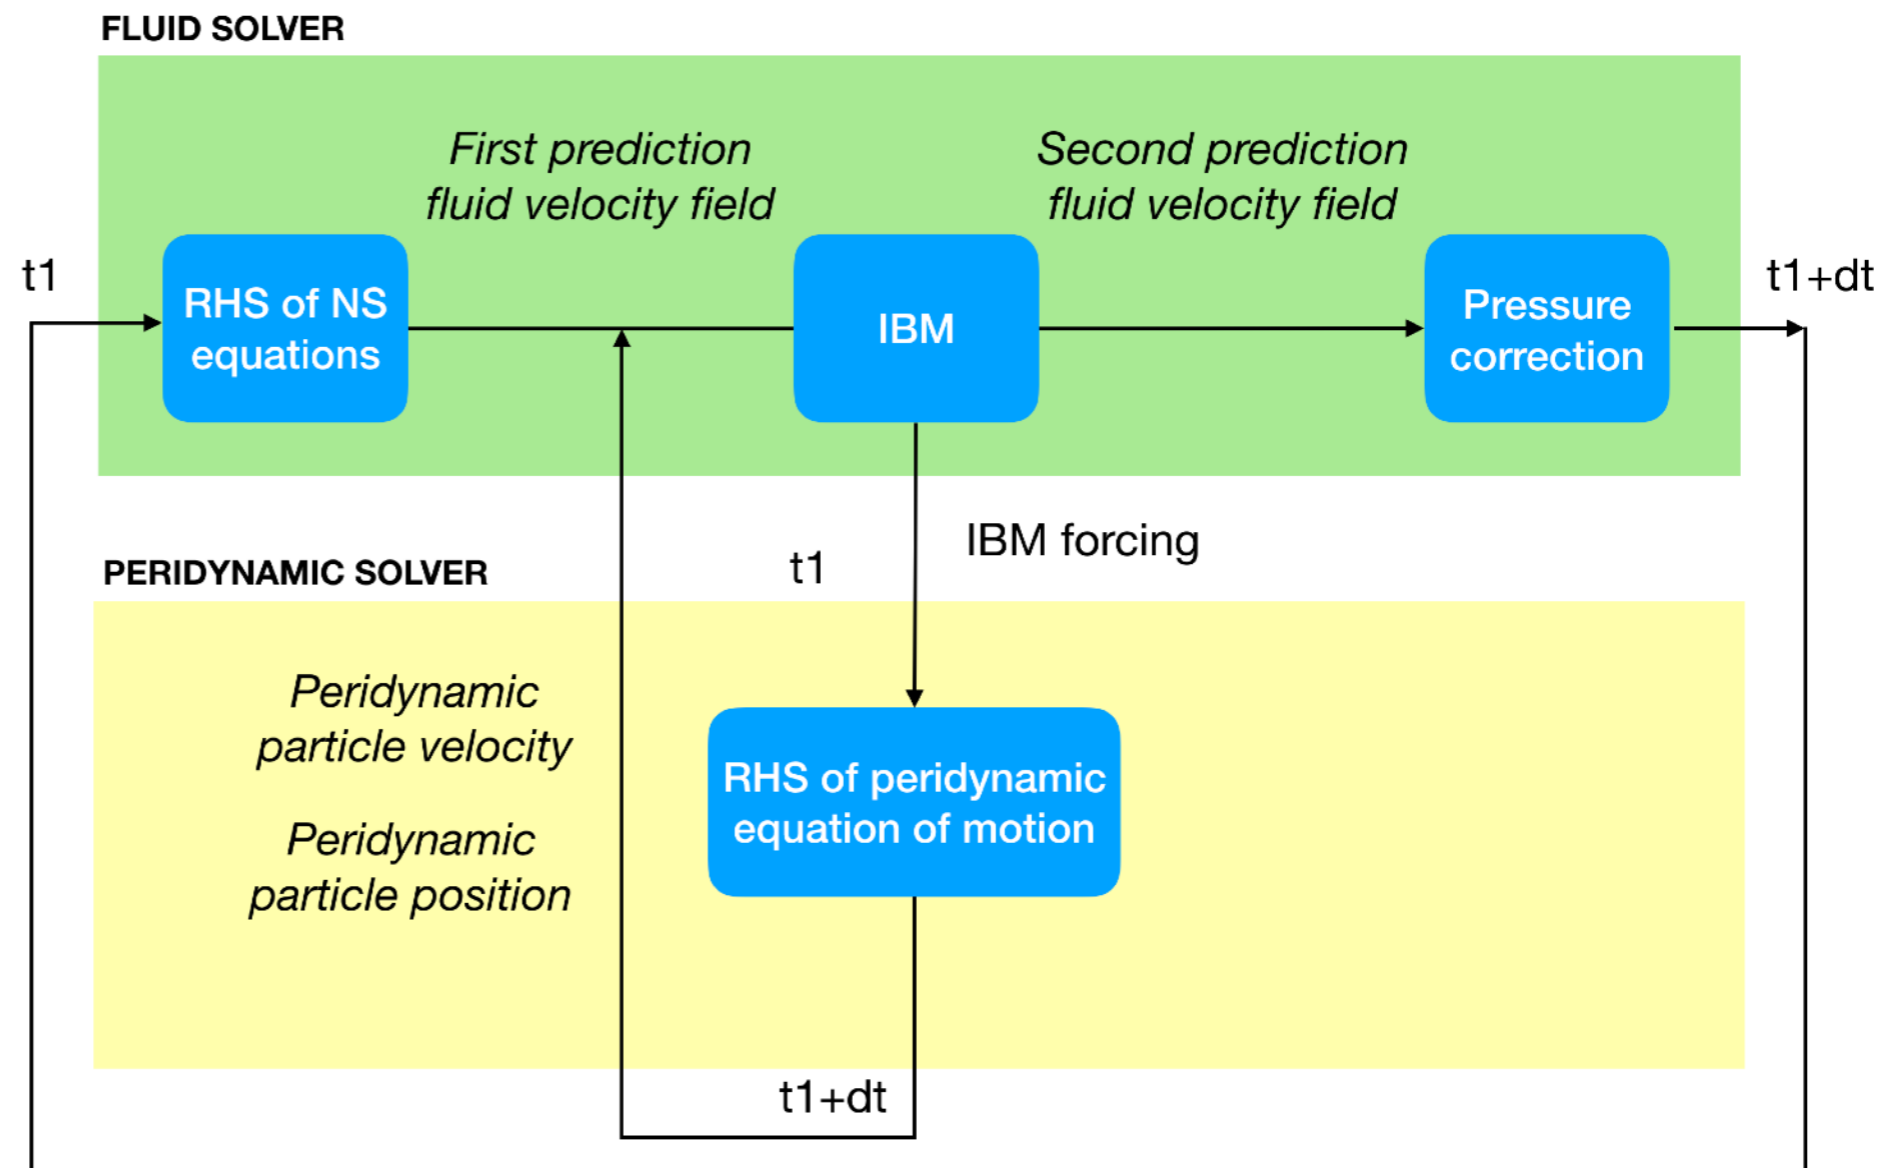 FLUID SOLVER
First prediction
fluid velocity field
Second prediction
fluid velocity field
t1
RHS of NS
equations
IBM
Pressure
correction
t1+dt
IBM forcing
t1
PERIDYNAMIC SOLVER
Peridynamic
particle velocity
RHS of peridynamic
equation of motion
Peridynamic
particle position
t1+dt